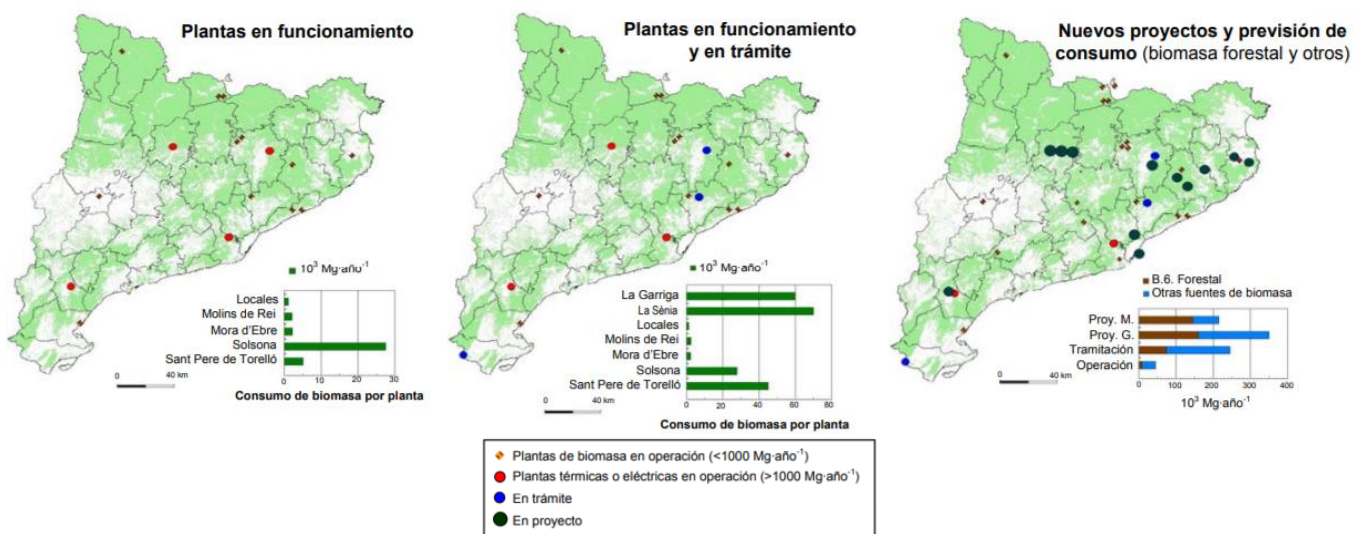 Plantas en funcionamiento
10³ Mg·año⁻¹
Locales
Molins de Rei
Mora d'Ebre
Solsona
Sant Pere de Torelló
0 10 20 30
0 40 km
Consumo de biomasa por planta
Plantas en funcionamiento
y en trámite
10³ Mg·año⁻¹
La Garriga
La Sènia
Locales
Molins de Rei
Mora d'Ebre
Solsona
Sant Pere de Torelló
0 20 40 60 80
0 40 km
Consumo de biomasa por planta
Nuevos proyectos y previsión de
consumo (biomasa forestal y otros)
B.6. Forestal
Otras fuentes de biomasa
Proy. M.
Proy. G.
Tramitación
Operación
0 100 200 300 400
0 40 km
10³ Mg·año⁻¹
Plantas de biomasa en operación (<1000 Mg·año⁻¹)
Plantas térmicas o eléctricas en operación (>1000 Mg·año⁻¹)
En trámite
En proyecto